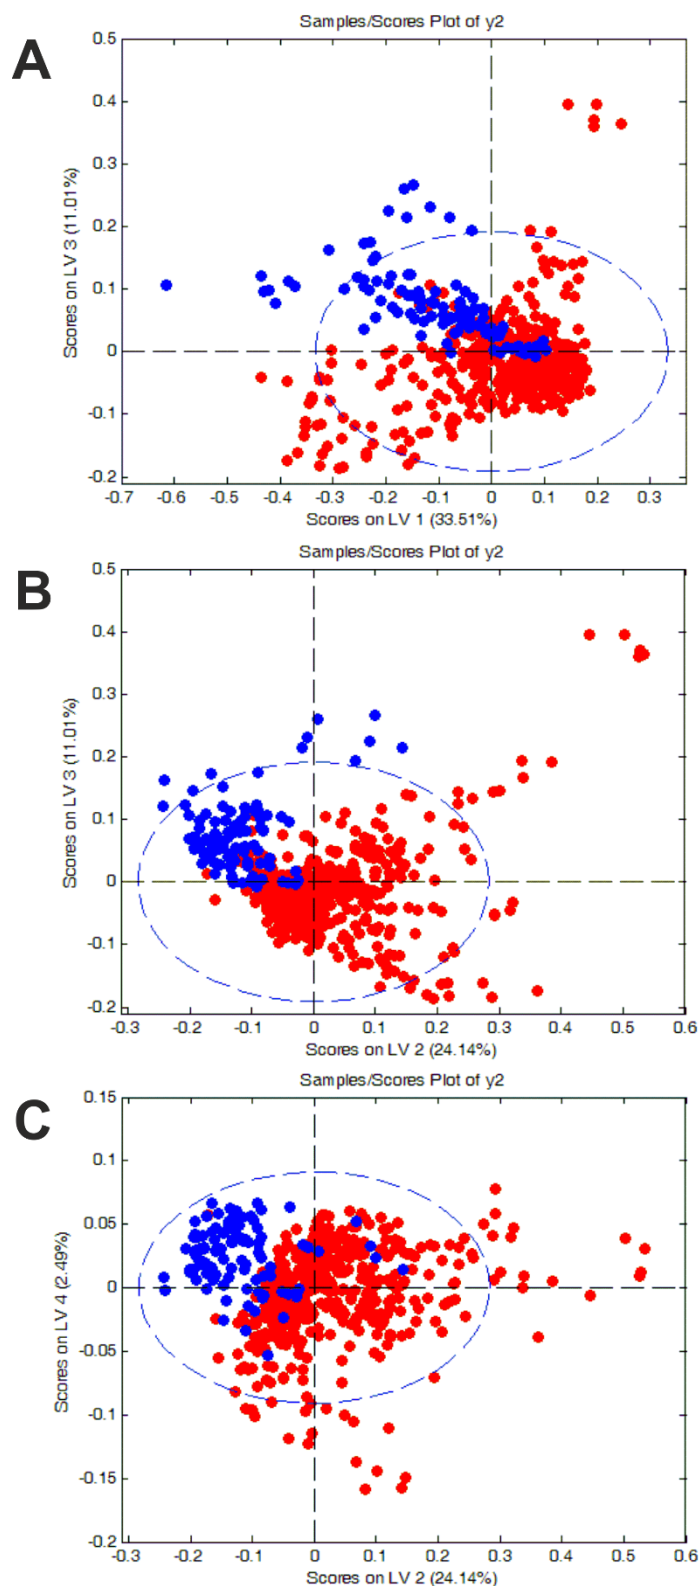 A
Samples/Scores Plot of y2
0.5
0.4
0.3
0.2
0.1
0
-0.1
-0.2
Scores on LV 3 (11.01%)
-0.7 -0.6 -0.5 -0.4 -0.3 -0.2 -0.1 0 0.1 0.2 0.3
Scores on LV 1 (33.51%)
B
Samples/Scores Plot of y2
0.5
0.4
0.3
0.2
0.1
0
-0.1
-0.2
Scores on LV 3 (11.01%)
-0.3 -0.2 -0.1 0 0.1 0.2 0.3 0.4 0.5 0.6
Scores on LV 2 (24.14%)
C
Samples/Scores Plot of y2
0.15
0.1
0.05
0
-0.05
-0.1
-0.15
-0.2
Scores on LV 4 (2.49%)
-0.3 -0.2 -0.1 0 0.1 0.2 0.3 0.4 0.5 0.6
Scores on LV 2 (24.14%)